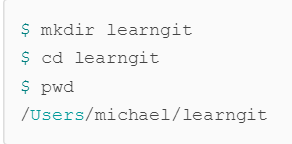 $ mkdir learngit
$ cd learngit
$ pwd
/Users/michael/learngit